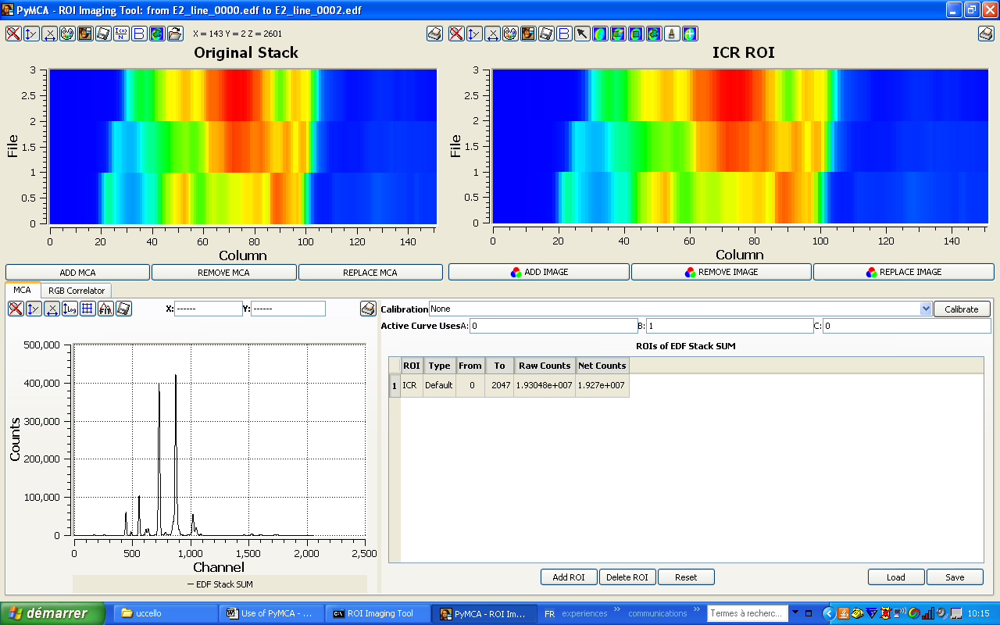 PyMCA - ROI Imaging Tool: from E2_line_0000.edf to E2_line_0002.edf
X = 143 Y = 2 Z = 2601
Original Stack
ICR ROI
3
2.5
2
1.5
1
0.5
0
File
0 20 40 60 80 100 120 140
Column
3
2.5
2
1.5
1
0.5
0
File
0 20 40 60 80 100 120 140
Column
ADD MCA REMOVE MCA REPLACE MCA
ADD IMAGE REMOVE IMAGE REPLACE IMAGE
MCA RGB Correlator
X: ------ Y: ------
500,000
400,000
300,000
200,000
100,000
0
Counts
0 500 1,000 1,500 2,000 2,500
Channel
— EDF Stack SUM
Calibration None Calibrate
Active Curve Uses A: 0 B: 1 C: 0
ROIs of EDF Stack SUM
ROI Type From To Raw Counts Net Counts
1 ICR Default 0 2047 1.93048e+007 1.927e+007
Add ROI Delete ROI Reset Load Save
démarrer uccello Use of PyMCA - ... ROI Imaging Tool PyMCA - ROI Im... FR experiences » communications » Termes à recherc... 10:15